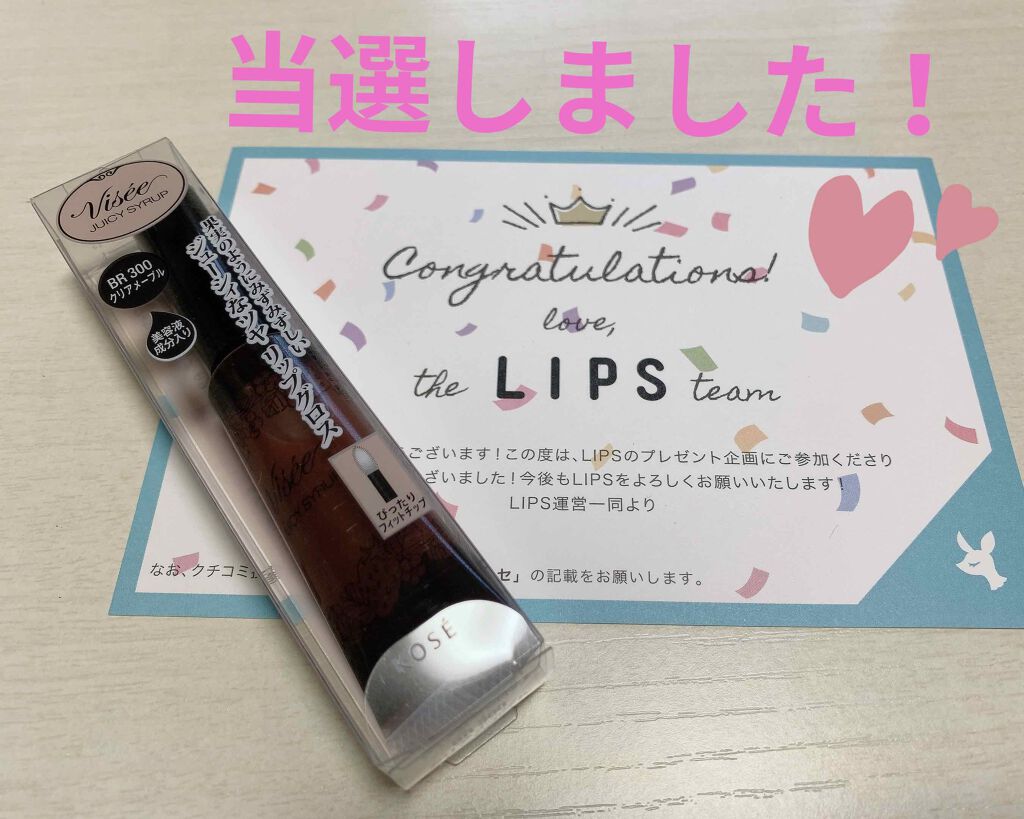 当選しました！
Visée
JUICY SYRUP
BR 300
クリアメープル
美容液
成分入り
果実のようにみずみずしい
ジューシィなツヤ リップグロス
Visée
SYRUP
ぴったり
フィットチップ
KOSÉ
Congratulations!
love,
the LIPS team
ございます！この度は、LIPSのプレゼント企画にご参加くださり
ざいました！今後もLIPSをよろしくお願いいたします！
LIPS運営一同より
なお、クチコミ
セ」の記載をお願いします。